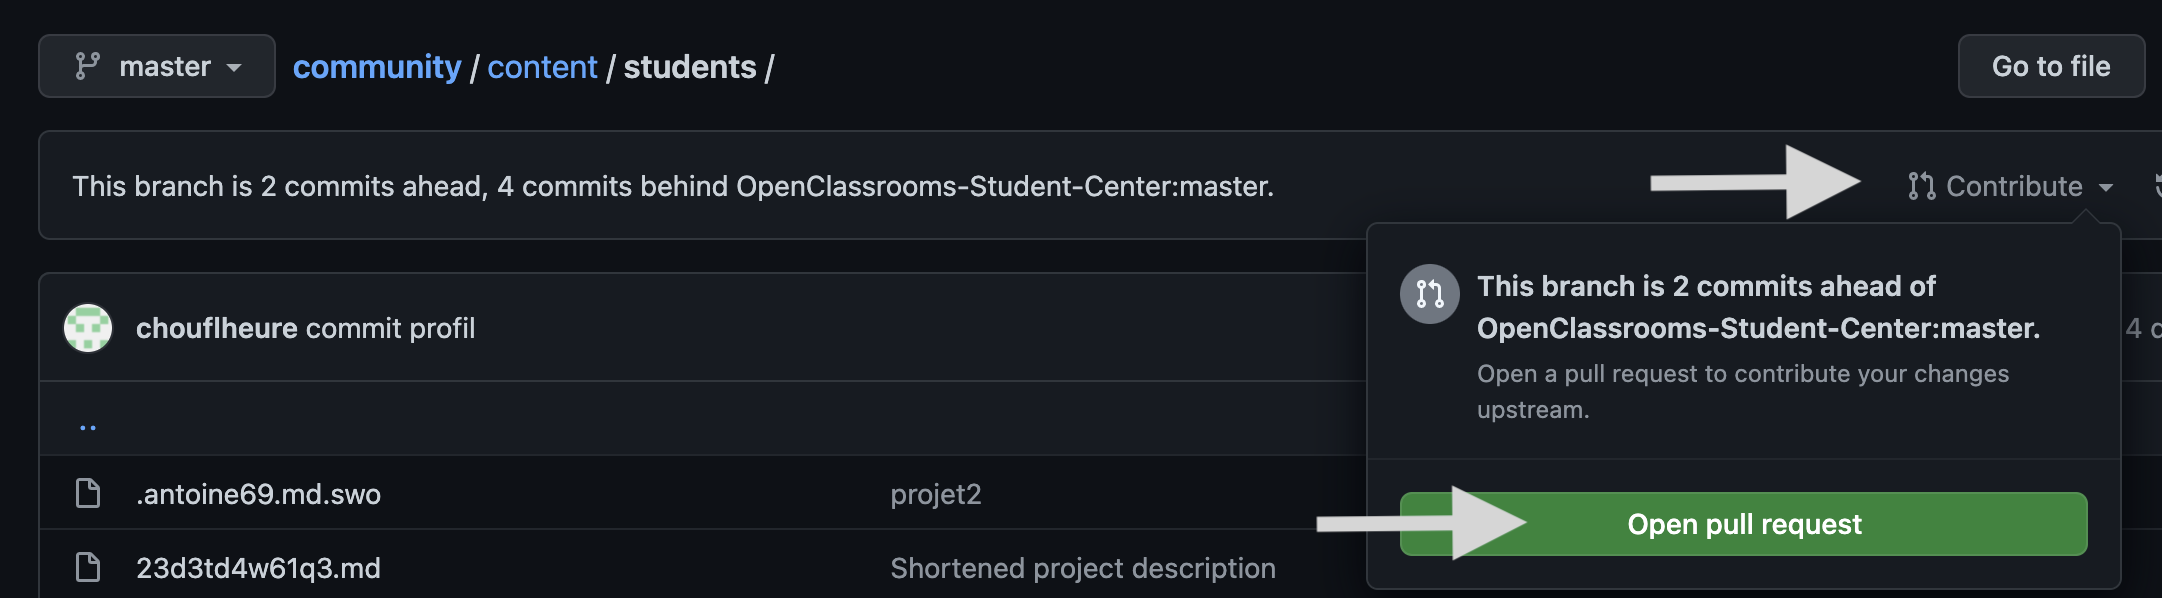 master community / content / students / Go to file
This branch is 2 commits ahead, 4 commits behind OpenClassrooms-Student-Center:master. Contribute
This branch is 2 commits ahead of
OpenClassrooms-Student-Center:master.
Open a pull request to contribute your changes
upstream.
Open pull request
chouflheure commit profil 4
..
.antoine69.md.swo projet2
23d3td4w61q3.md Shortened project description